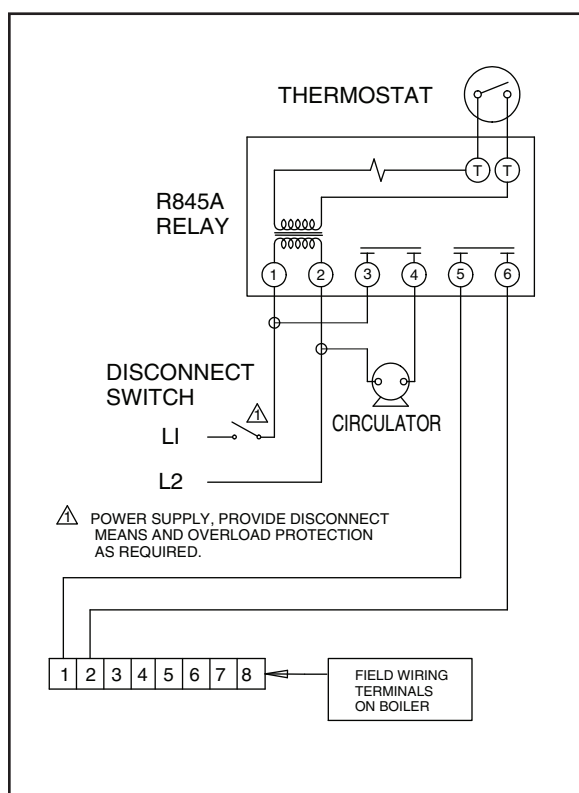 THERMOSTAT
T T
R845A
RELAY
1 2 3 4 5 6
DISCONNECT
SWITCH
1
LI
CIRCULATOR
L2
1 POWER SUPPLY, PROVIDE DISCONNECT
MEANS AND OVERLOAD PROTECTION
AS REQUIRED.
1 2 3 4 5 6 7 8
FIELD WIRING
TERMINALS
ON BOILER